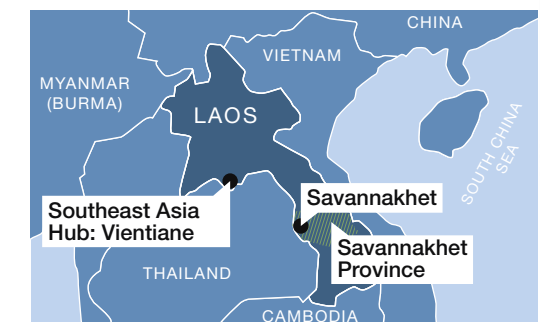 CHINA
VIETNAM
MYANMAR
(BURMA)
LAOS
SOUTH CHINA
SEA
Savannakhet
Southeast Asia
Hub: Vientiane
Savannakhet
Province
THAILAND
CAMBODIA